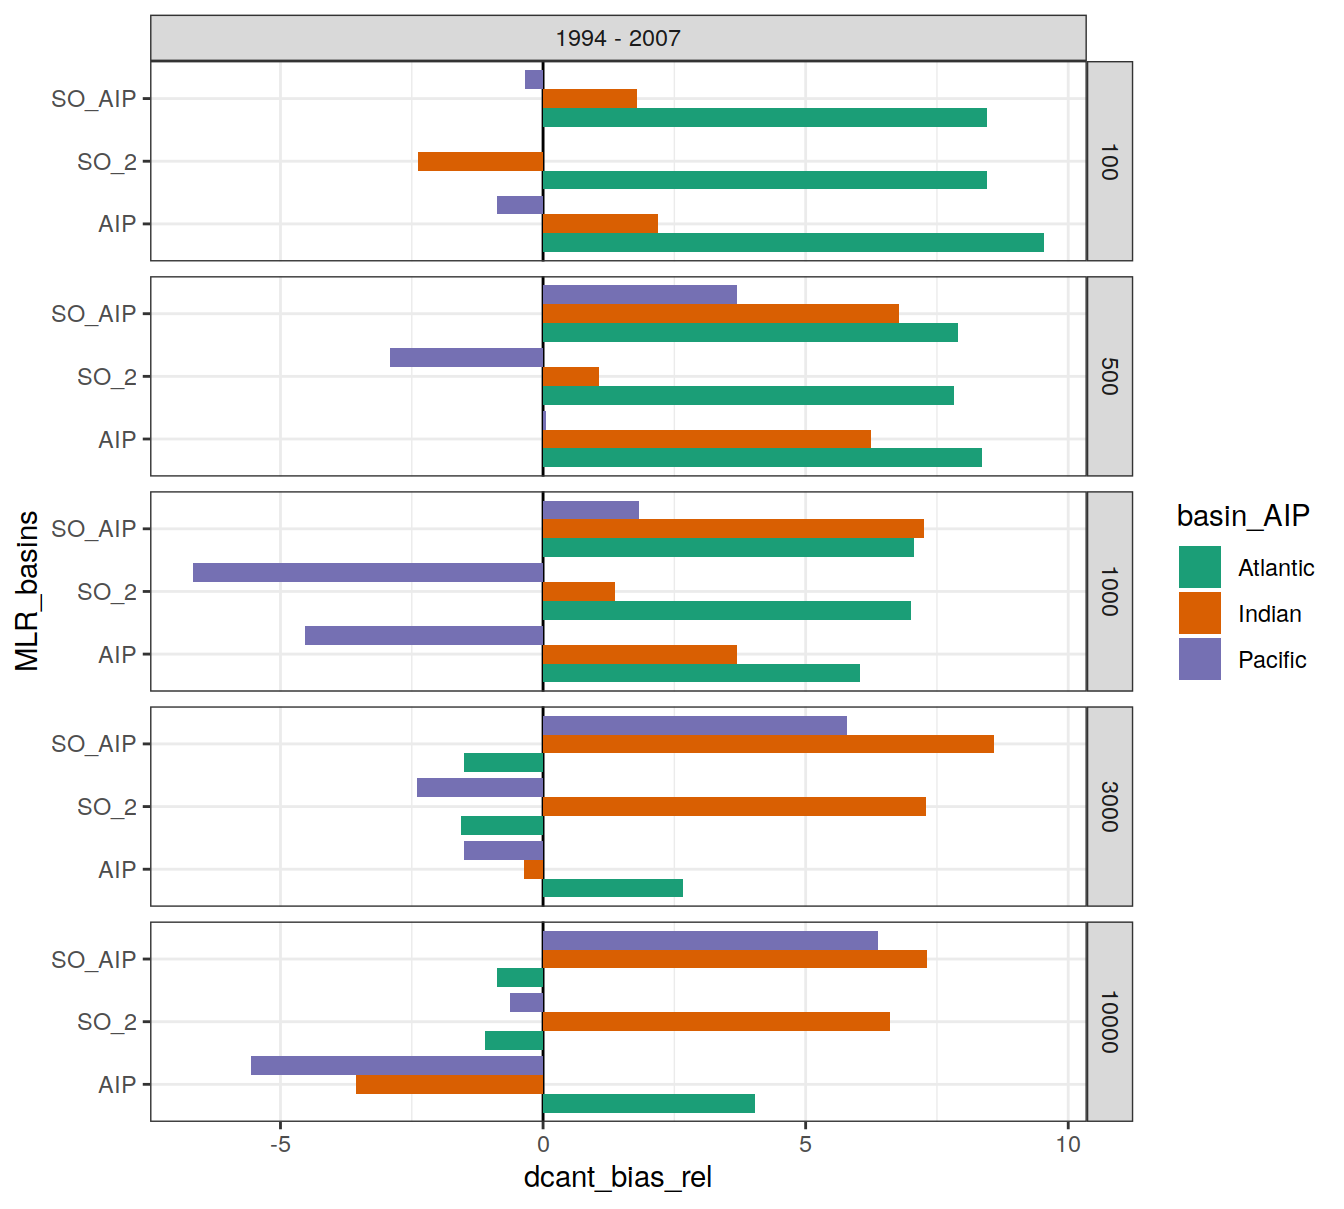 1994 - 2007
SO_AIP
SO_2
AIP
100
SO_AIP
SO_2
AIP
500
SO_AIP
SO_2
AIP
1000
SO_AIP
SO_2
AIP
3000
SO_AIP
SO_2
AIP
10000
-5
0
5
10
dcant_bias_rel
MLR_basins
basin_AIP
Atlantic
Indian
Pacific